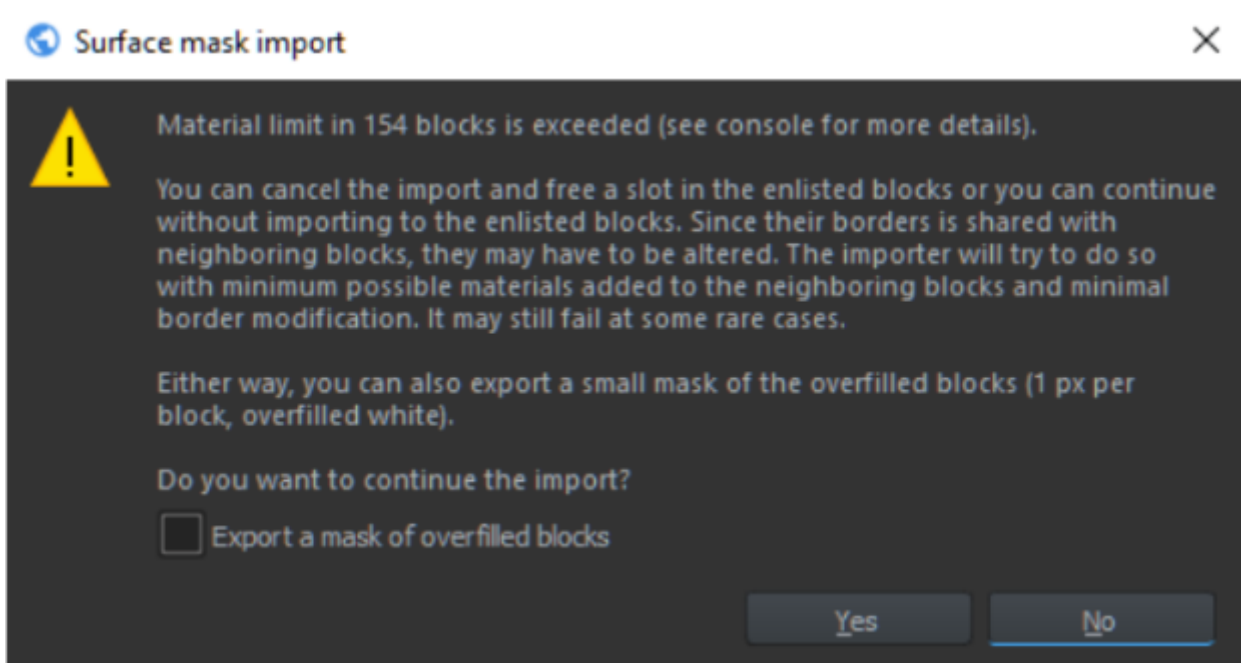 Surface mask import
Material limit in 154 blocks is exceeded (see console for more details).
You can cancel the import and free a slot in the enlisted blocks or you can continue
without importing to the enlisted blocks. Since their borders is shared with
neighboring blocks, they may have to be altered. The importer will try to do so
with minimum possible materials added to the neighboring blocks and minimal
border modification. It may still fail at some rare cases.
Either way, you can also export a small mask of the overfilled blocks (1 px per
block, overfilled white).
Do you want to continue the import?
Export a mask of overfilled blocks
Yes
No